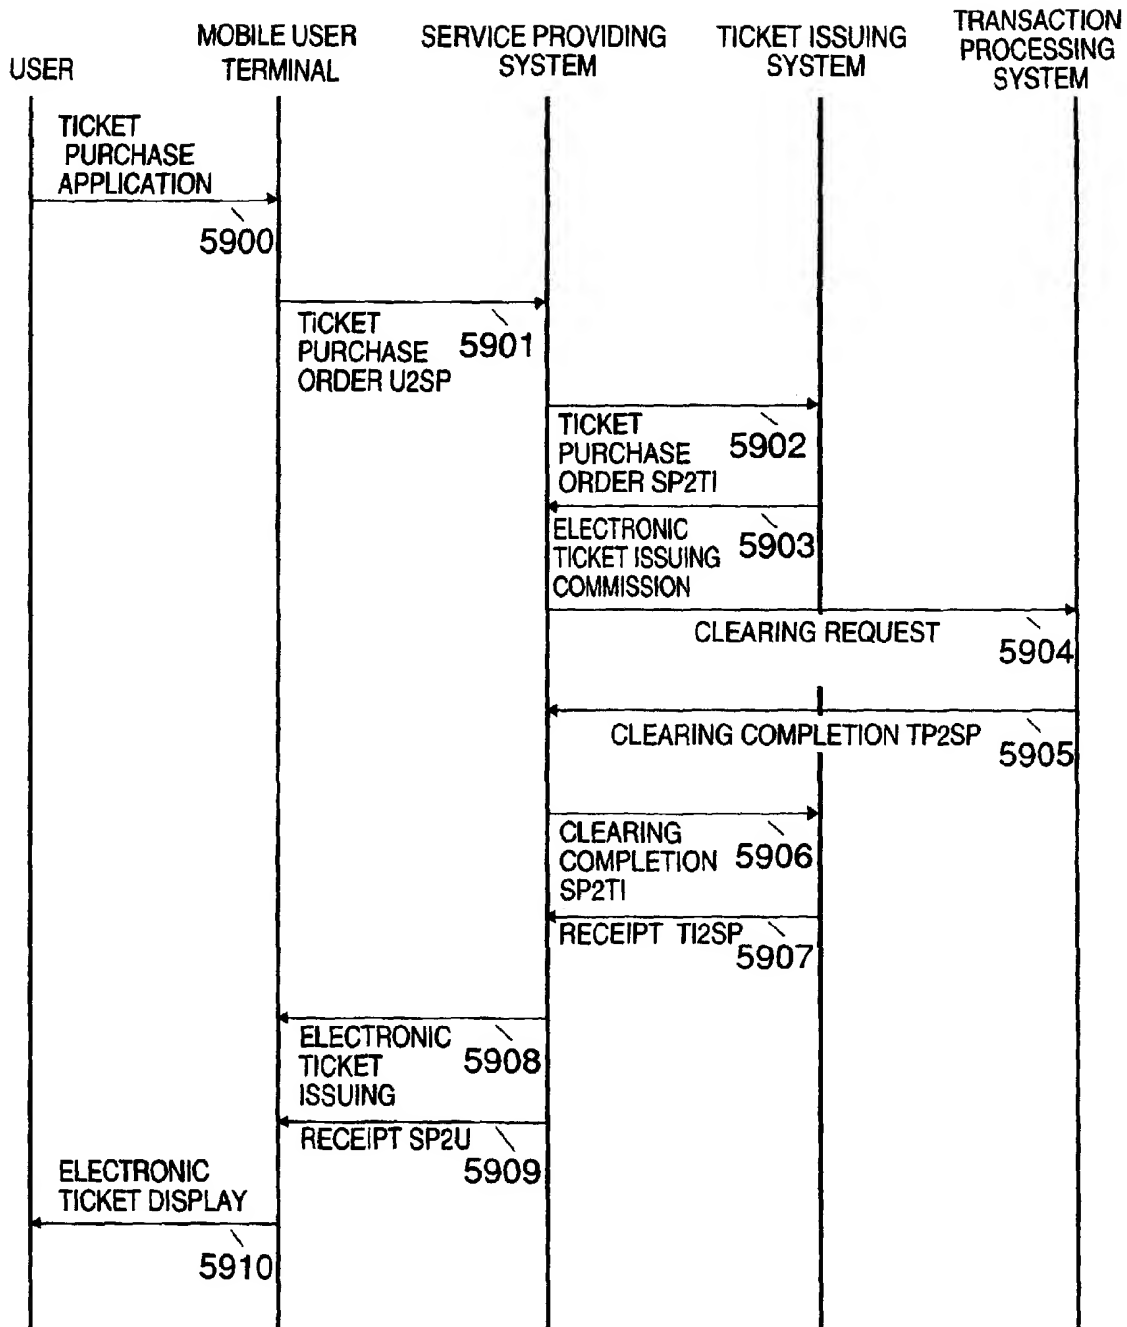 USER
MOBILE USER
TERMINAL
SERVICE PROVIDING
SYSTEM
TICKET ISSUING
SYSTEM
TRANSACTION
PROCESSING
SYSTEM
TICKET
PURCHASE
APPLICATION
5900
TICKET
PURCHASE
ORDER U2SP
5901
TICKET
PURCHASE
ORDER SP2TI
5902
ELECTRONIC
TICKET ISSUING
COMMISSION
5903
CLEARING REQUEST
5904
CLEARING COMPLETION TP2SP
5905
CLEARING
COMPLETION
SP2TI
5906
RECEIPT TI2SP
5907
ELECTRONIC
TICKET
ISSUING
5908
RECEIPT SP2U
5909
ELECTRONIC
TICKET DISPLAY
5910